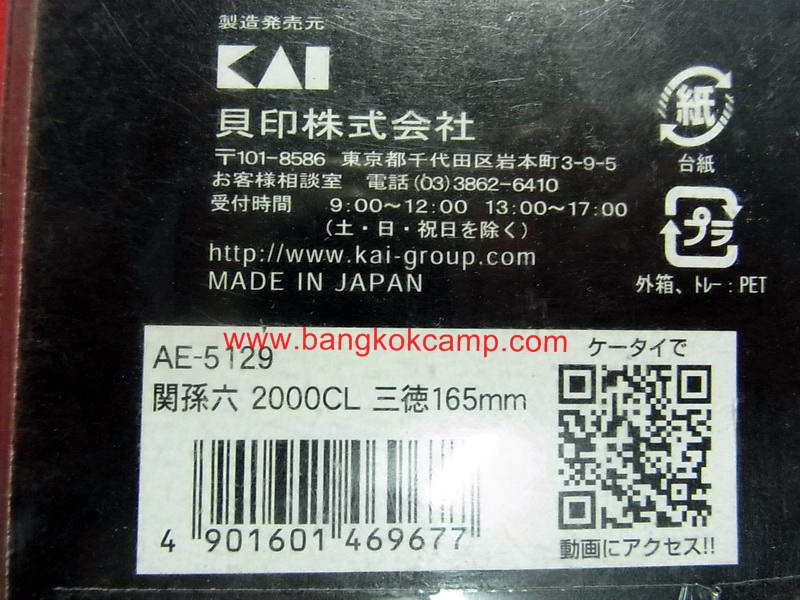 製造発売元
KAI
貝印株式会社
〒101-8586 東京都千代田区岩本町3-9-5
お客様相談室 電話(03)3862-6410
受付時間 9:00〜12:00 13:00〜17:00
(土・日・祝日を除く)
http://www.kai-group.com
MADE IN JAPAN
紙
台紙
プラ
外箱、トレー:PET
www.bangkokcamp.com
AE-5129
関孫六 2000CL 三徳165mm
4 901601 469677
ケータイで
動画にアクセス!!